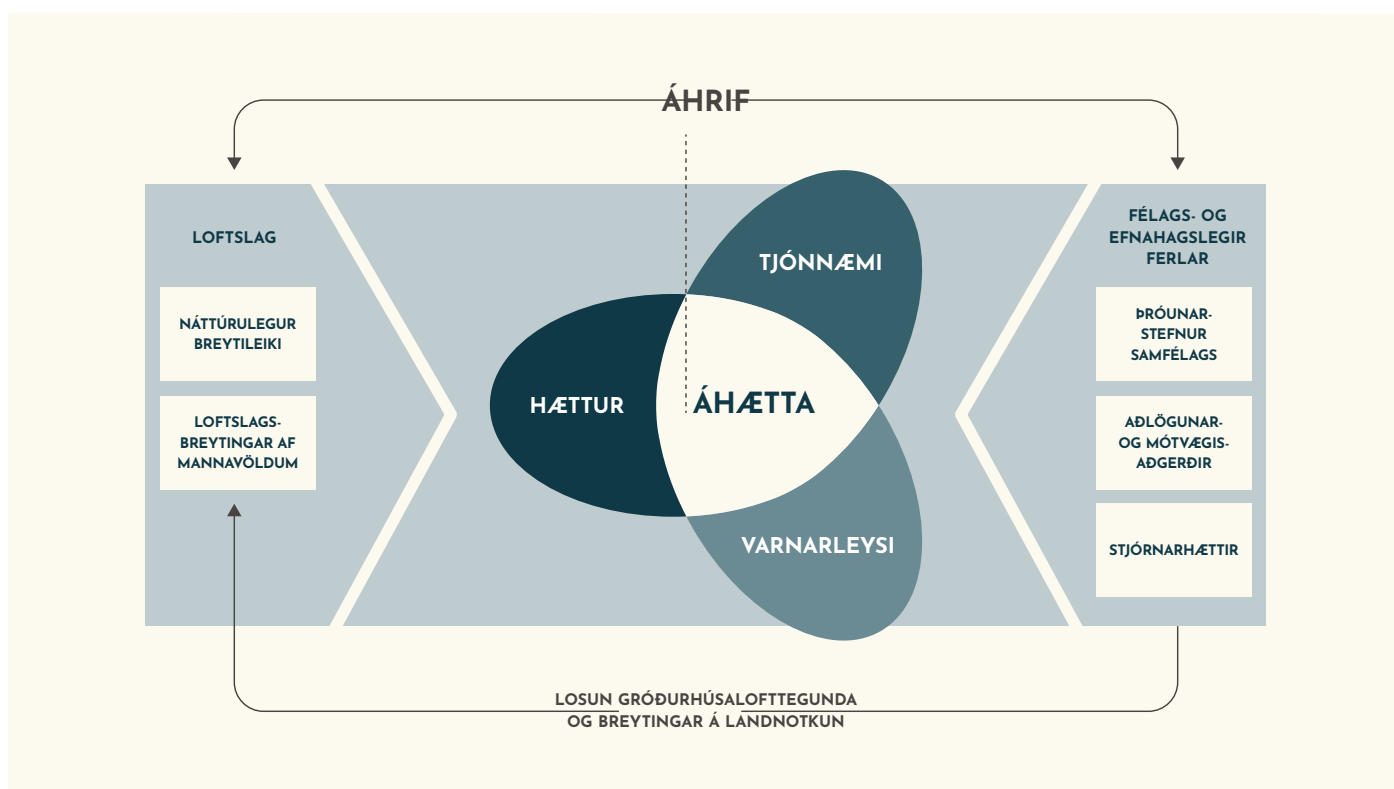 ÁHRIF
LOFTSLAG
NÁTTÚRULEGUR
BREYTILEIKI
LOFTSLAGS-
BREYTINGAR AF
MANNAVÖLDUM
TJÓNNÆMI
HÆTTUR
ÁHÆTTA
VARNARLEYSI
FÉLAGS- OG
EFNAHAGSLEGIR
FERLAR
ÞRÓUNAR-
STEFNUR
SAMFÉLAGS
AÐLÖGUNAR-
OG MÓTVÆGIS-
AÐGERÐIR
STJÓRNARHÆTTIR
LOSUN GRÓÐURHÚSALOFTTEGUNDA
OG BREYTINGAR Á LANDNOTKUN